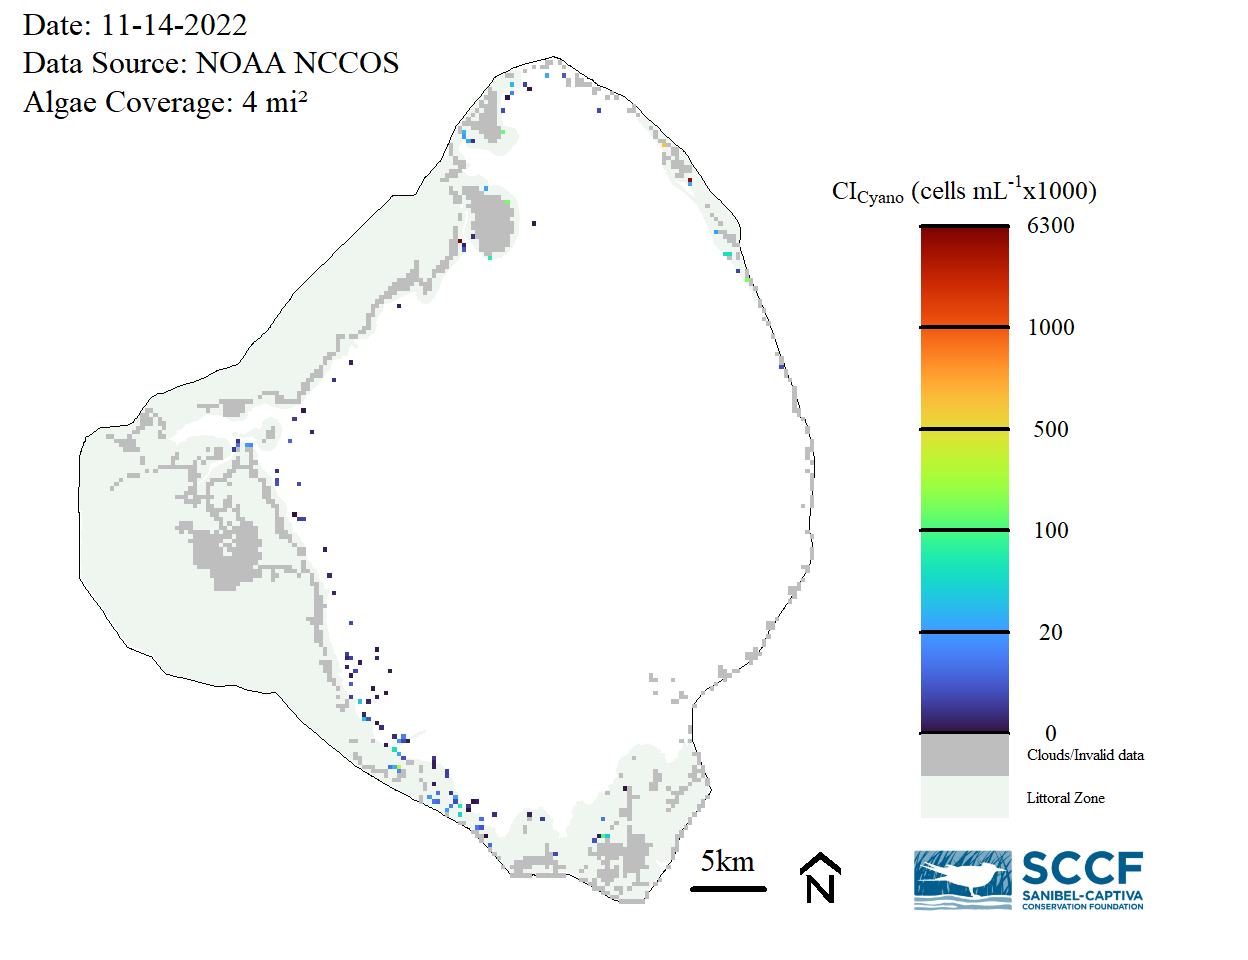 Date: 11-14-2022
Data Source: NOAA NCCOS
Algae Coverage: 4 mi²
CICyano (cells mL-1x1000)
6300
1000
500
100
20
0
Clouds/Invalid data
Littoral Zone
5km
N
SCCF
SANIBEL-CAPTIVA
CONSERVATION FOUNDATION